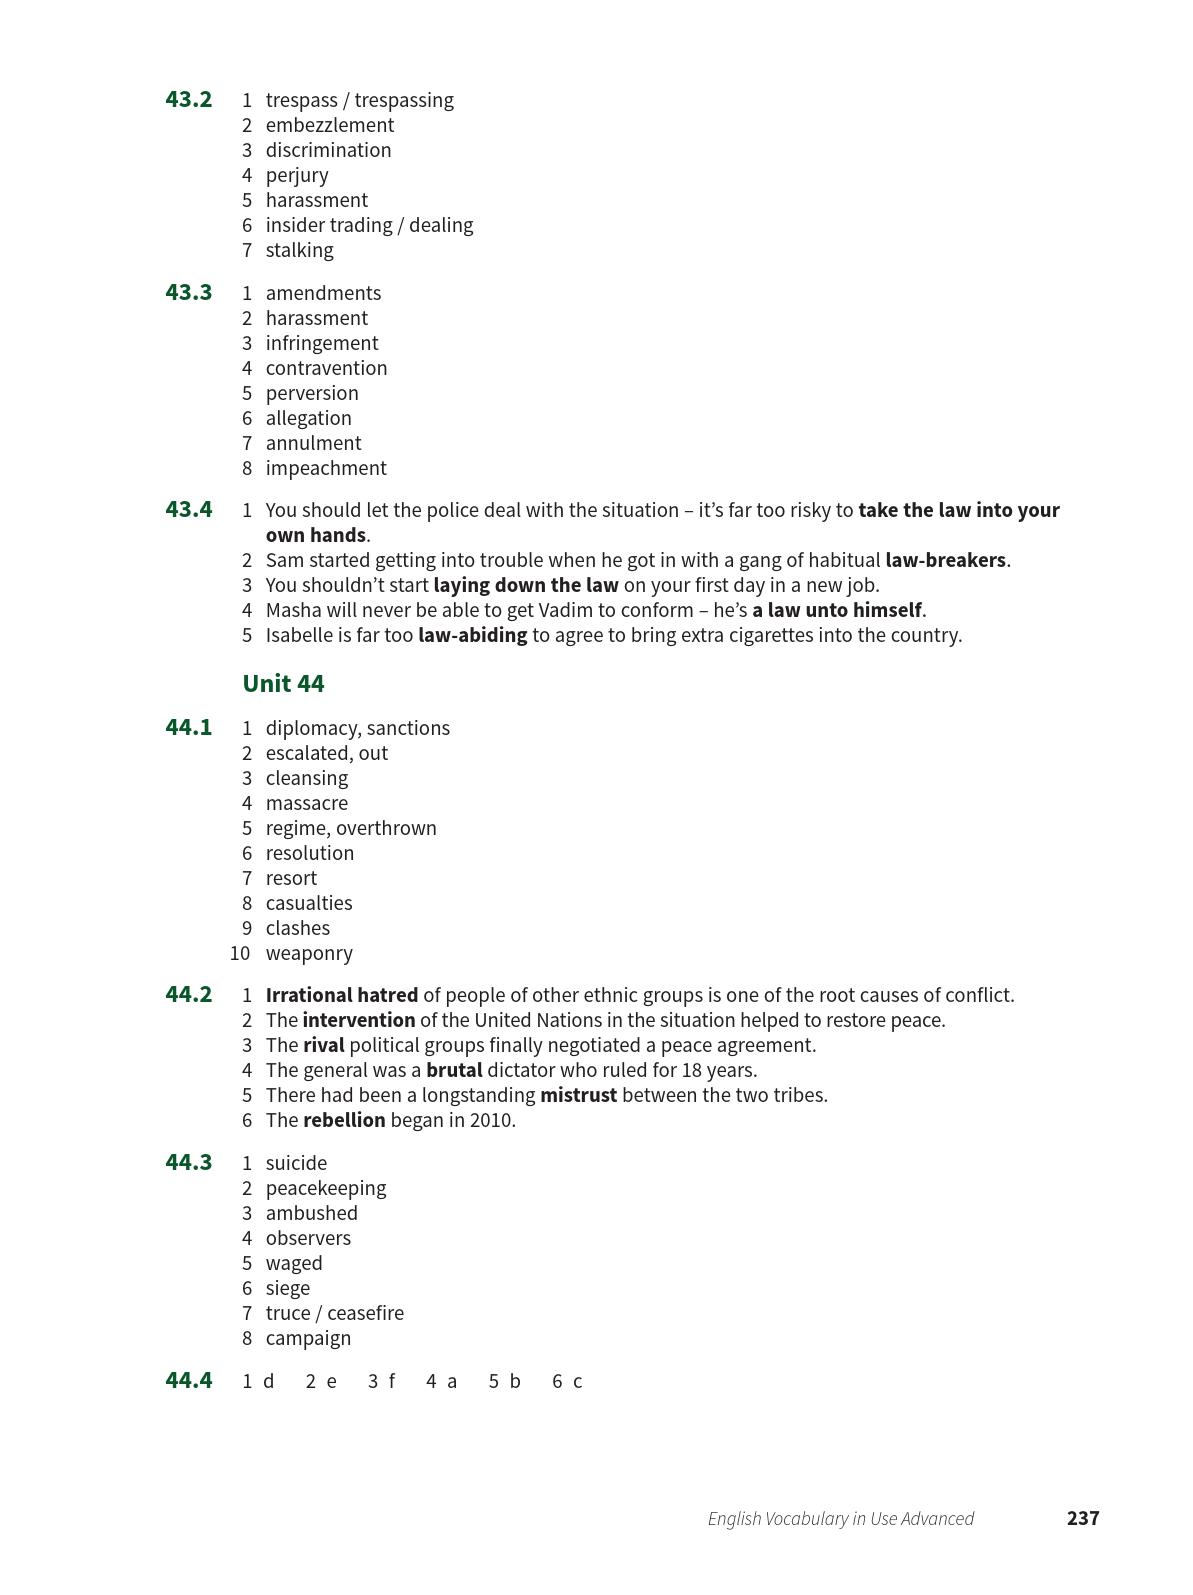 43.2 1 trespass / trespassing
2 embezzlement
3 discrimination
4 perjury
5 harassment
6 insider trading / dealing
7 stalking
43.3 1 amendments
2 harassment
3 infringement
4 contravention
5 perversion
6 allegation
7 annulment
8 impeachment
43.4 1 You should let the police deal with the situation – it’s far too risky to take the law into your
own hands.
2 Sam started getting into trouble when he got in with a gang of habitual law-breakers.
3 You shouldn’t start laying down the law on your first day in a new job.
4 Masha will never be able to get Vadim to conform – he’s a law unto himself.
5 Isabelle is far too law-abiding to agree to bring extra cigarettes into the country.
Unit 44
44.1 1 diplomacy, sanctions
2 escalated, out
3 cleansing
4 massacre
5 regime, overthrown
6 resolution
7 resort
8 casualties
9 clashes
10 weaponry
44.2 1 Irrational hatred of people of other ethnic groups is one of the root causes of conflict.
2 The intervention of the United Nations in the situation helped to restore peace.
3 The rival political groups finally negotiated a peace agreement.
4 The general was a brutal dictator who ruled for 18 years.
5 There had been a longstanding mistrust between the two tribes.
6 The rebellion began in 2010.
44.3 1 suicide
2 peacekeeping
3 ambushed
4 observers
5 waged
6 siege
7 truce / ceasefire
8 campaign
44.4 1 d 2 e 3 f 4 a 5 b 6 c
English Vocabulary in Use Advanced 237